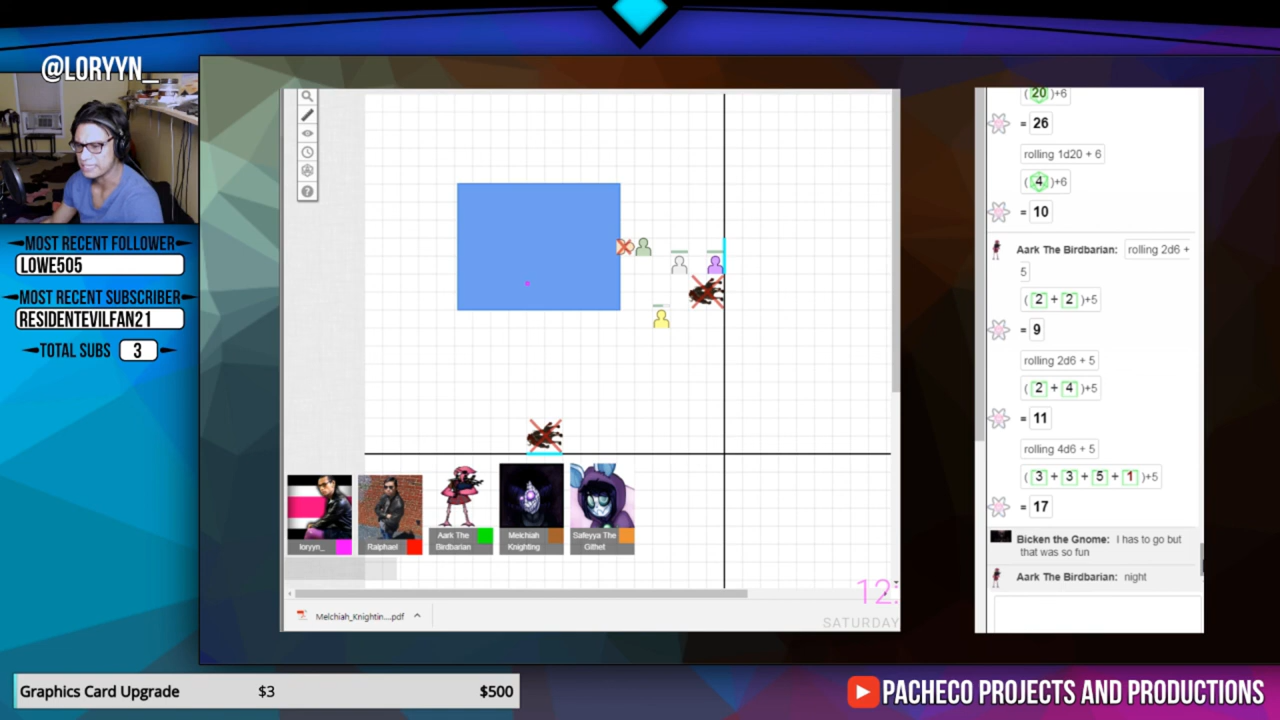 @LORYYN_
MOST RECENT FOLLOWER
LOWE505
MOST RECENT SUBSCRIBER
RESIDENTEVILFAN21
TOTAL SUBS 3
loryyn_
Ralphael
Aark The
Birdbarian
Melchiah
Knighting
Safeyya The
Githet
Melchiah_Knightin....pdf
12:
SATURDAY
(20)+6
= 26
rolling 1d20 + 6
(4)+6
= 10
Aark The Birdbarian: rolling 2d6 +
5
(2 + 2)+5
= 9
rolling 2d6 + 5
(2 + 4)+5
= 11
rolling 4d6 + 5
(3 + 3 + 5 + 1)+5
= 17
Bicken the Gnome: I has to go but
that was so fun
Aark The Birdbarian: night
Graphics Card Upgrade $3 $500
PACHECO PROJECTS AND PRODUCTIONS